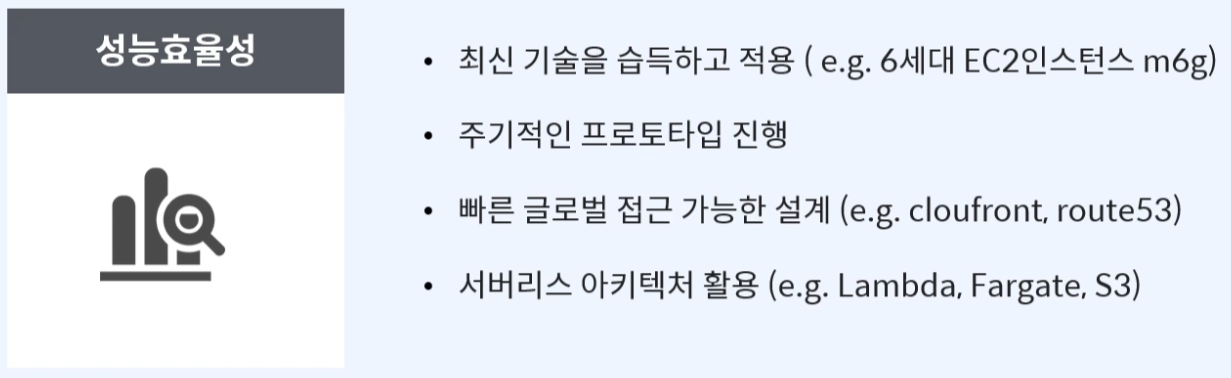 성능효율성
• 최신 기술을 습득하고 적용 ( e.g. 6세대 EC2인스턴스 m6g)
• 주기적인 프로토타입 진행
• 빠른 글로벌 접근 가능한 설계 (e.g. cloufront, route53)
• 서버리스 아키텍처 활용 (e.g. Lambda, Fargate, S3)